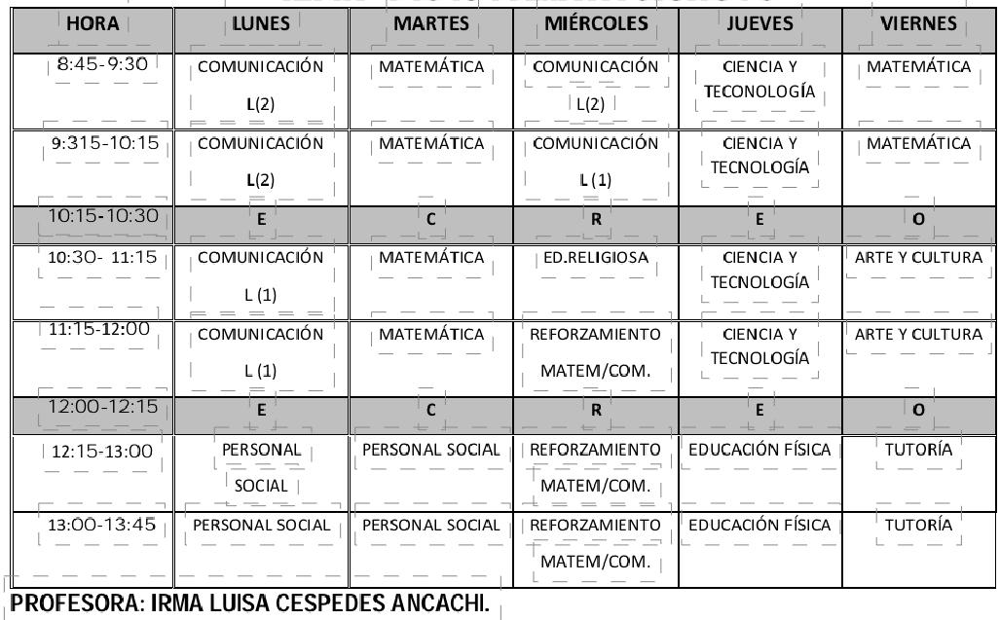 HORA LUNES MARTES MIÉRCOLES JUEVES VIERNES
8:45-9:30 COMUNICACIÓN MATEMÁTICA COMUNICACIÓN CIENCIA Y MATEMÁTICA
L(2) L(2) TECONOLOGÍA
9:315-10:15 COMUNICACIÓN MATEMÁTICA COMUNICACIÓN CIENCIA Y MATEMÁTICA
L(2) L (1) TECNOLOGÍA
10:15-10:30 E C R E O
10:30- 11:15 COMUNICACIÓN MATEMÁTICA ED.RELIGIOSA CIENCIA Y ARTE Y CULTURA
L (1) TECNOLOGÍA
11:15-12:00 COMUNICACIÓN MATEMÁTICA REFORZAMIENTO CIENCIA Y ARTE Y CULTURA
L (1) MATEM/COM. TECNOLOGÍA
12:00-12:15 E C R E O
12:15-13:00 PERSONAL PERSONAL SOCIAL REFORZAMIENTO EDUCACIÓN FÍSICA TUTORÍA
SOCIAL MATEM/COM.
13:00-13:45 PERSONAL SOCIAL PERSONAL SOCIAL REFORZAMIENTO EDUCACIÓN FÍSICA TUTORÍA
MATEM/COM.
PROFESORA: IRMA LUISA CESPEDES ANCACHI.